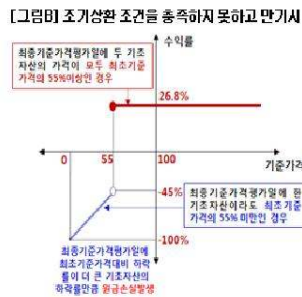 [그림B] 조기상환 조건을 충족하지 못하고 만기시
수익률
최종기준가격평가일에 두 기초
자산의 가격이 모두 최초기준
가격의 55%이상인 경우
26.8%
0
55
100
기준가격
-45%
최종기준가격평가일에 한
기초자산이라도 최초기준
가격의 55% 미만인 경우
-100%
최종기준가격평가일에
최초기준가격대비 하락
률이 더 큰 기초자산의
하락률만큼 원금손실발생